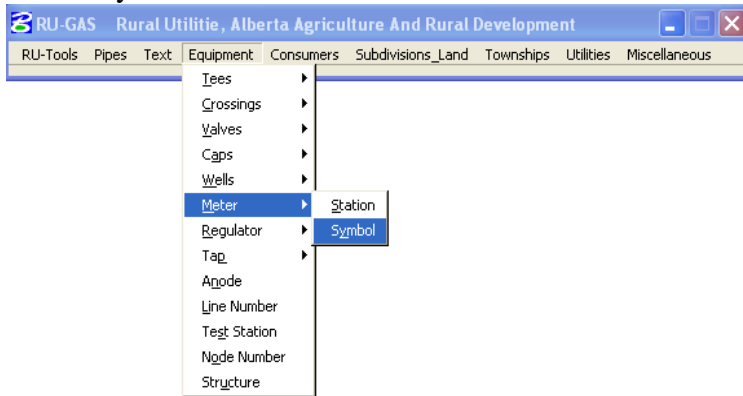 RU-GAS Rural Utilitie, Alberta Agriculture And Rural Development
RU-Tools Pipes Text Equipment Consumers Subdivisions_Land Townships Utilities Miscellaneous
Tees
Crossings
Valves
Caps
Wells
Meter Station
Regulator Symbol
Tap
Anode
Line Number
Test Station
Node Number
Structure